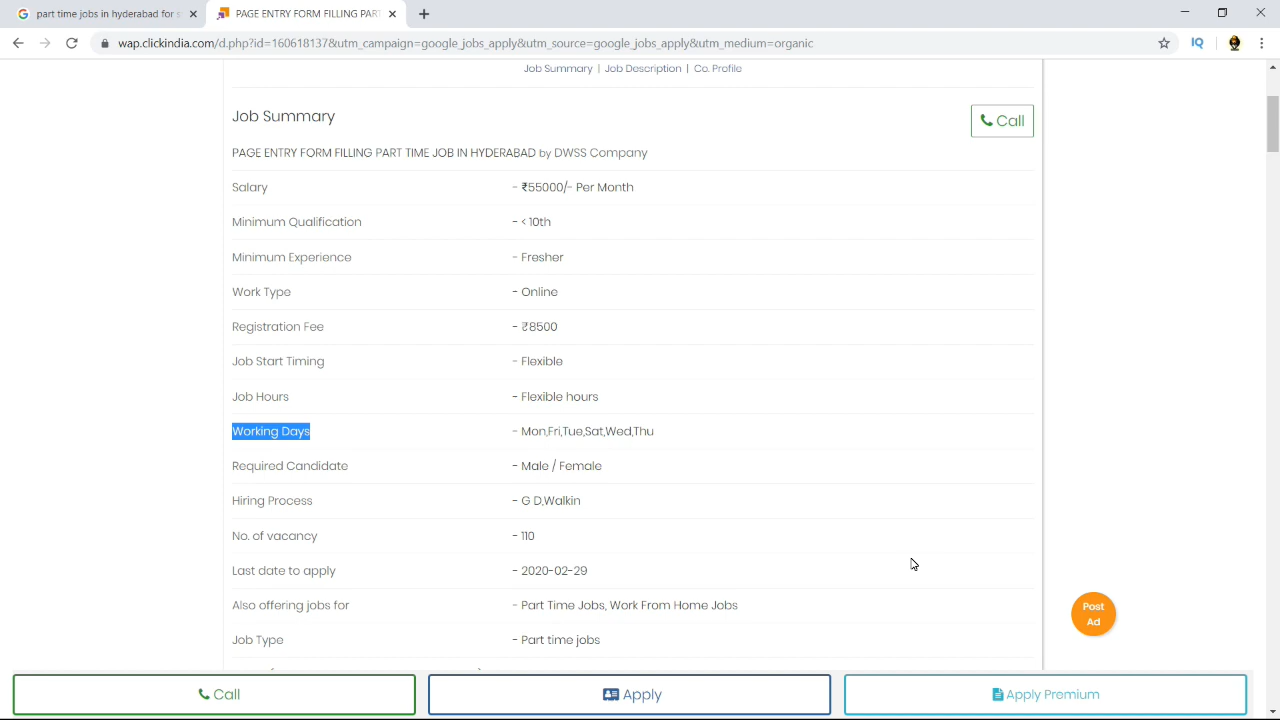 part time jobs in hyderabad for s
PAGE ENTRY FORM FILLING PART
wap.clickindia.com/d.php?id=160618137&utm_campaign=google_jobs_apply&utm_source=google_jobs_apply&utm_medium=organic
Job Summary | Job Description | Co. Profile
Job Summary
Call
PAGE ENTRY FORM FILLING PART TIME JOB IN HYDERABAD by DWSS Company
Salary - ₹55000/- Per Month
Minimum Qualification - < 10th
Minimum Experience - Fresher
Work Type - Online
Registration Fee - ₹8500
Job Start Timing - Flexible
Job Hours - Flexible hours
Working Days - Mon,Fri,Tue,Sat,Wed,Thu
Required Candidate - Male / Female
Hiring Process - G D,Walkin
No. of vacancy - 110
Last date to apply - 2020-02-29
Also offering jobs for - Part Time Jobs, Work From Home Jobs
Post
Ad
Job Type - Part time jobs
Call
Apply
Apply Premium